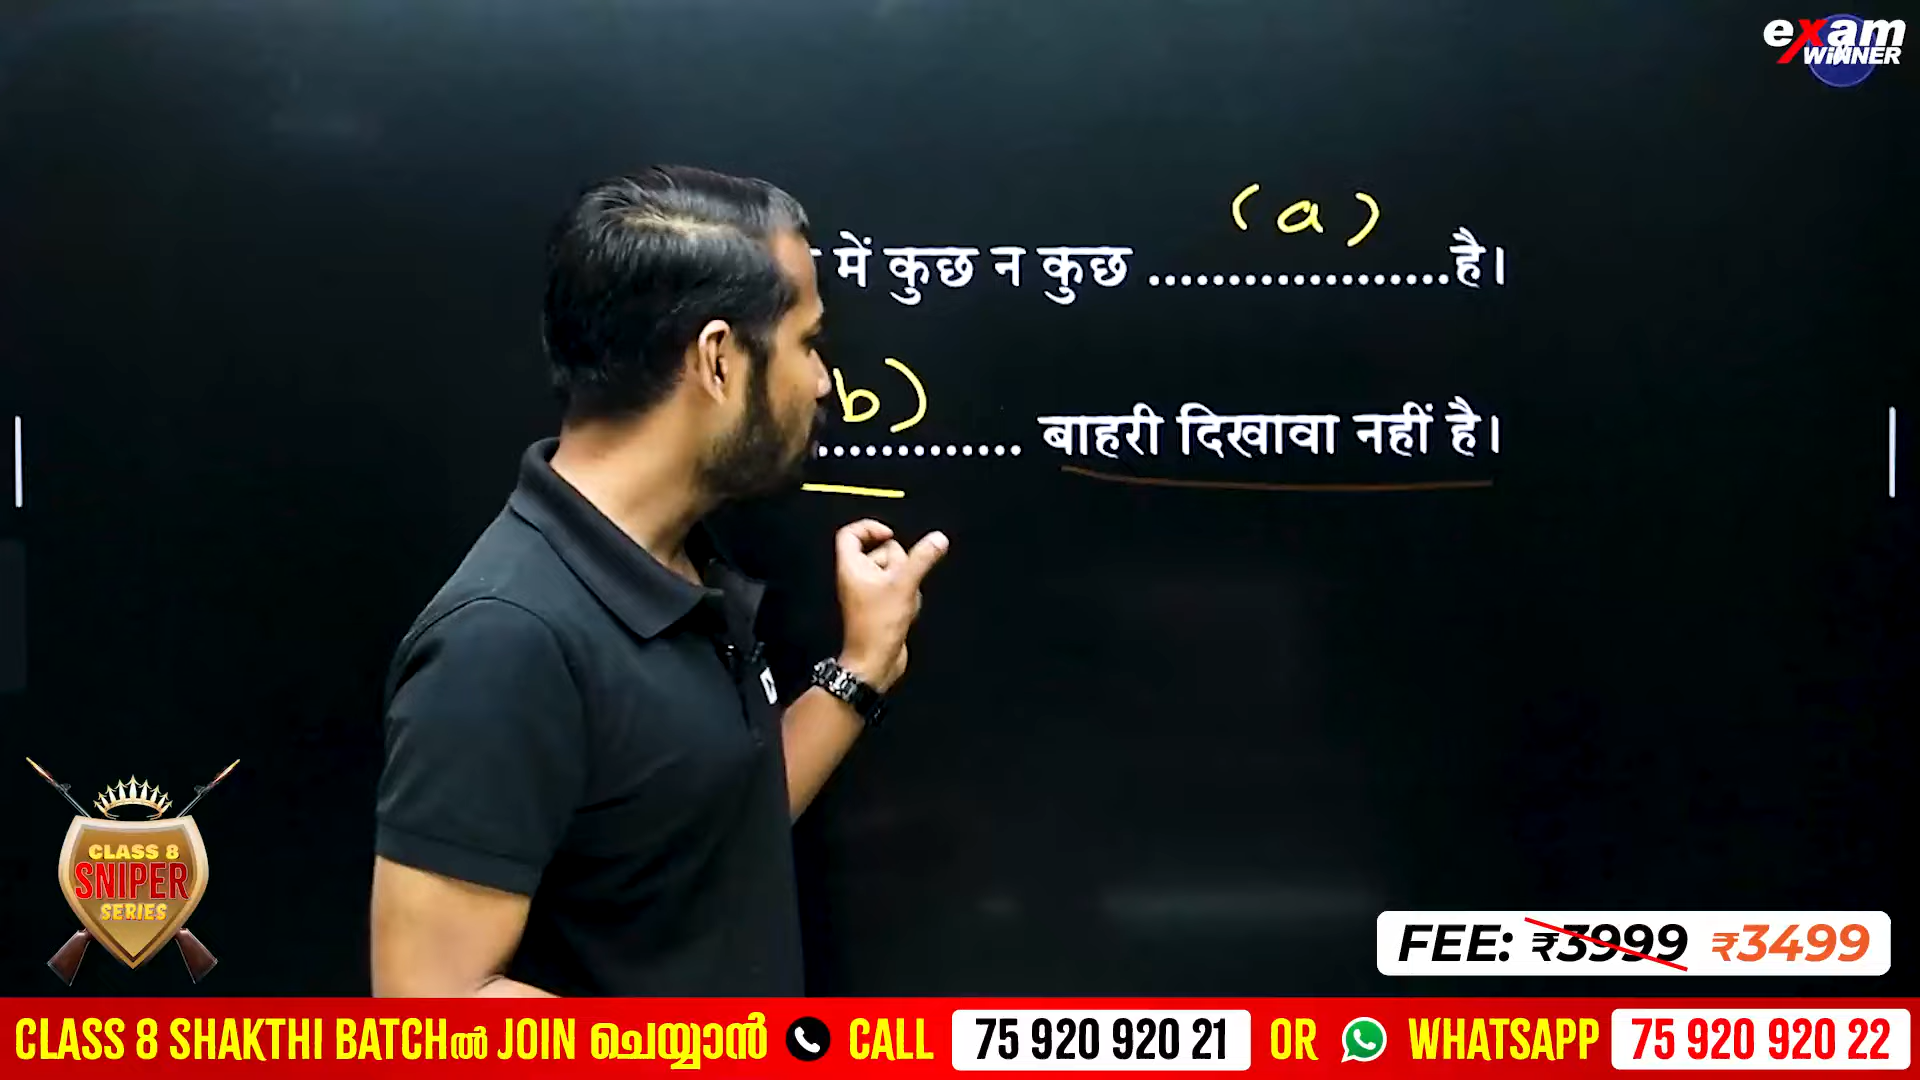 exam
WINNER
(a)
में कुछ न कुछ ................... है।
b)
............. बाहरी दिखावा नहीं है।
CLASS 8
SNIPER
SERIES
FEE: ₹3999 ₹3499
CLASS 8 SHAKTHI BATCHൽ JOIN ചെയ്യാൻ CALL 75 920 920 21 OR WHATSAPP 75 920 920 22